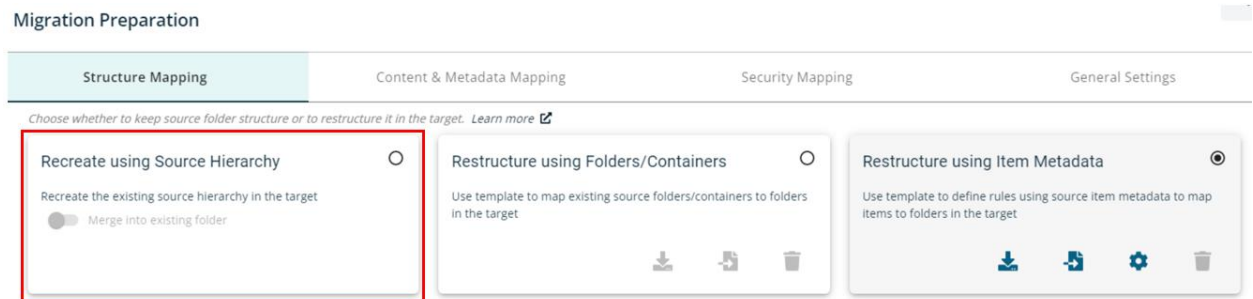 Migration Preparation
Structure Mapping
Content & Metadata Mapping
Security Mapping
General Settings
Choose whether to keep source folder structure or to restructure it in the target. Learn more
Recreate using Source Hierarchy
Recreate the existing source hierarchy in the target
Merge into existing folder
Restructure using Folders/Containers
Use template to map existing source folders/containers to folders
in the target
Restructure using Item Metadata
Use template to define rules using source item metadata to map
items to folders in the target